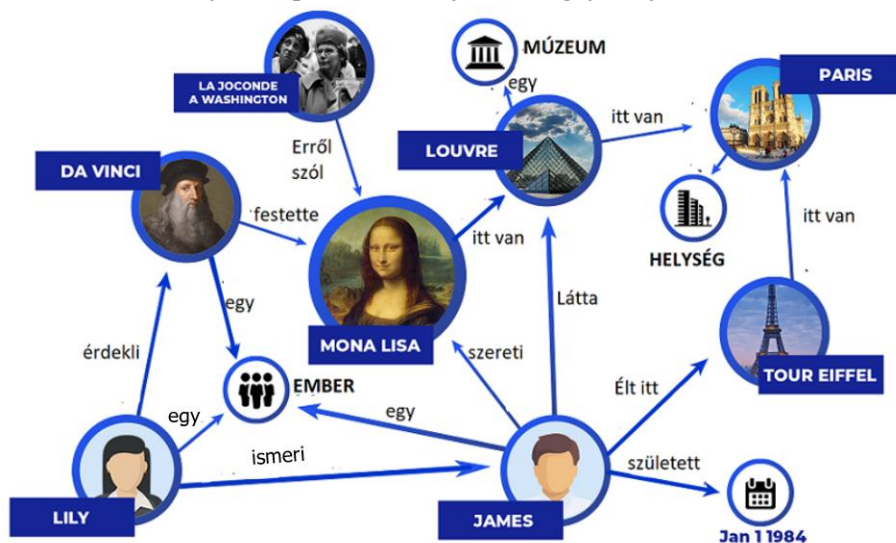 LA JOCONDE
A WASHINGTON
MÚZEUM
PARIS
egy
itt van
Erről
szól
LOUVRE
DA VINCI
festette
itt van
itt van
HELYSÉG
egy
Látta
érdekli
MONA LISA
szereti
TOUR EIFFEL
EMBER
egy
egy
Élt itt
ismeri
született
LILY
JAMES
Jan 1 1984